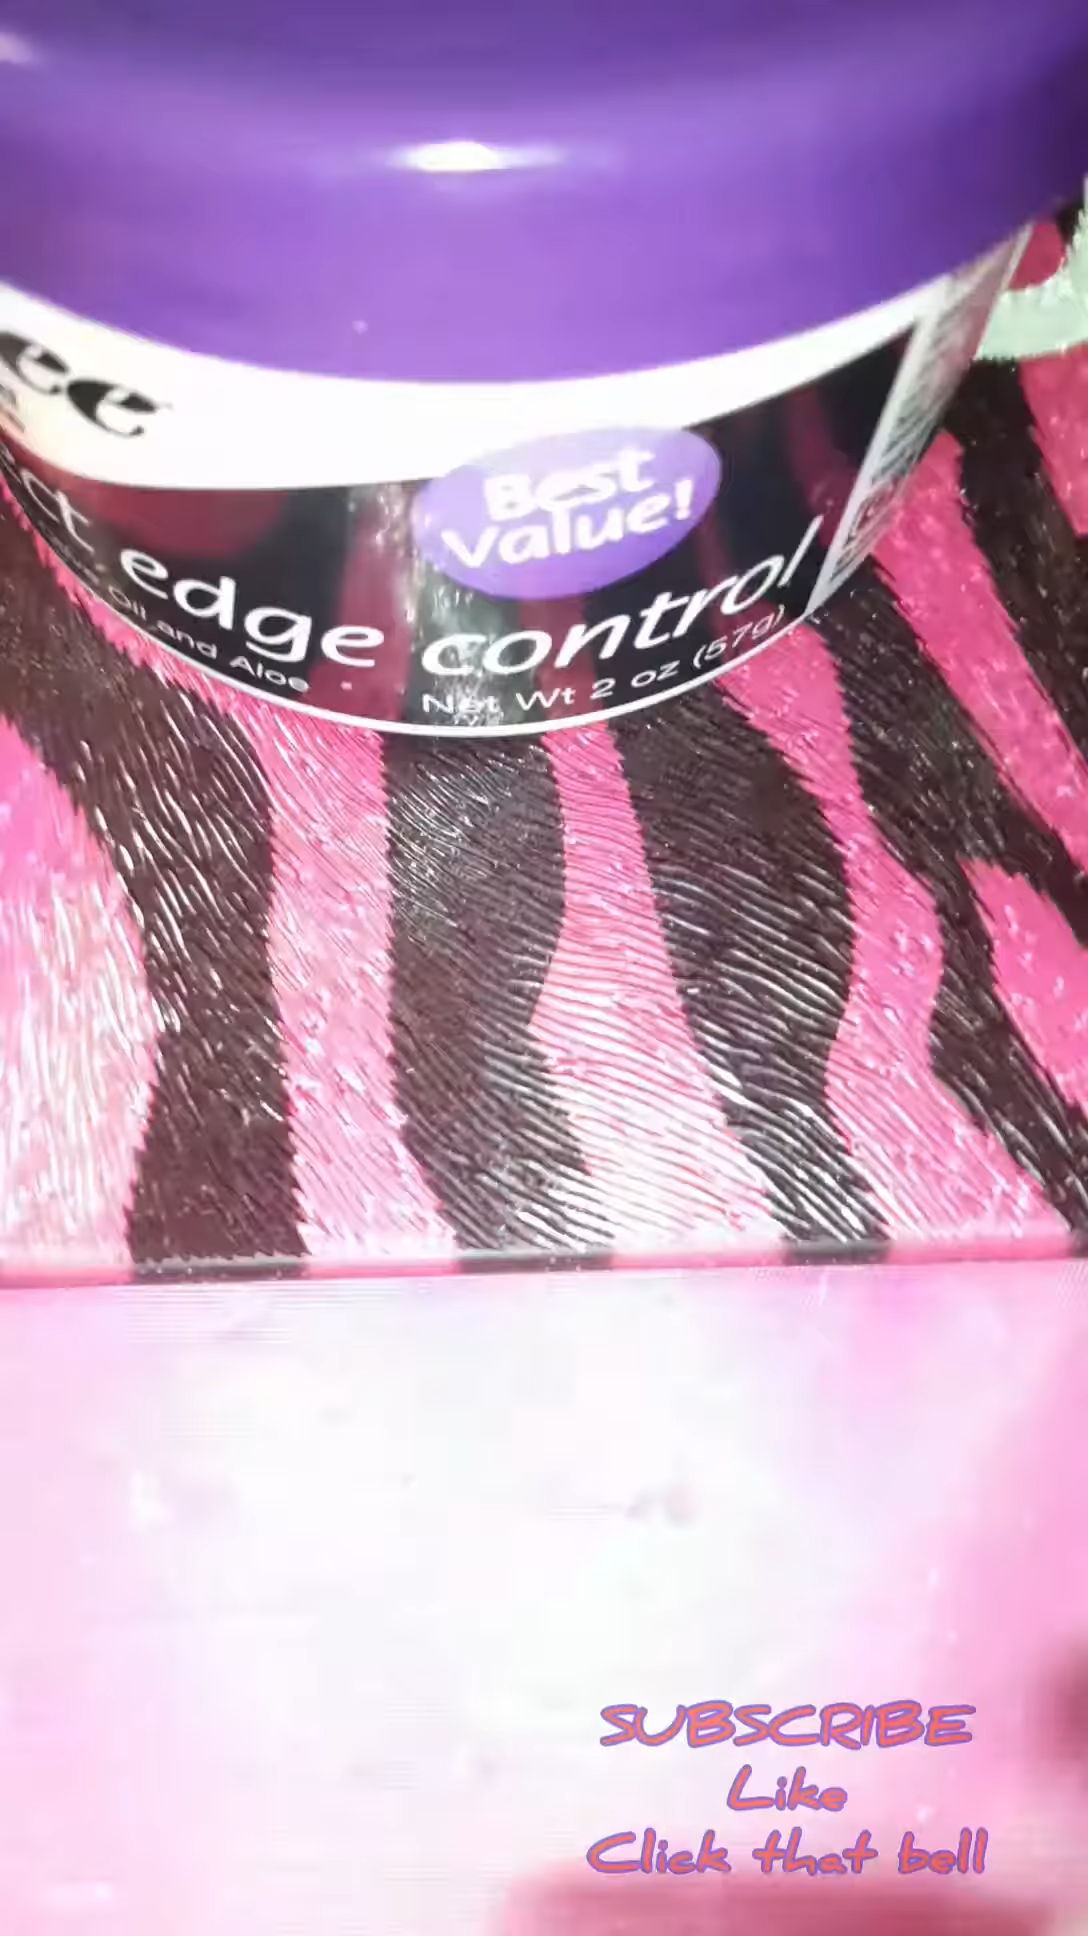 Best
Value!
edge control
Oil and Aloe
Net Wt 2 oz (57g)
SUBSCRIBE
Like
Click that bell